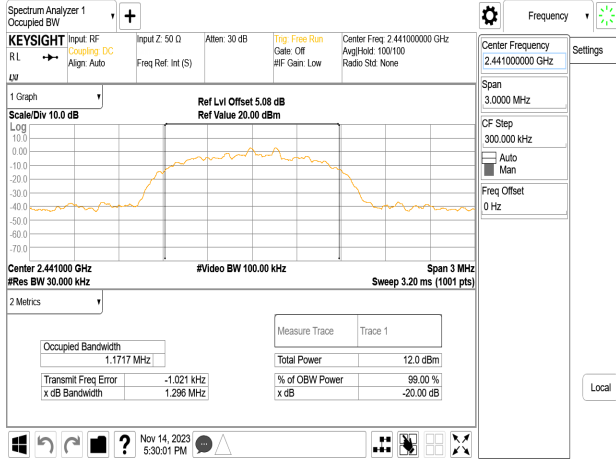 Spectrum Analyzer 1
Occupied BW
Frequency
KEYSIGHT
Input: RF
Input Z: 50 Ω
Atten: 30 dB
Trig: Free Run
Center Freq: 2.441000000 GHz
R L
Coupling: DC
Gate: Off
Avg|Hold: 100/100
Align: Auto
Freq Ref: Int (S)
#IF Gain: Low
Radio Std: None
Center Frequency
2.441000000 GHz
Settings
Span
3.0000 MHz
CF Step
300.000 kHz
Auto
Man
Freq Offset
0 Hz
Local
1 Graph
Ref Lvl Offset 5.08 dB
Scale/Div 10.0 dB
Ref Value 20.00 dBm
Log
10.0
0.00
-10.0
-20.0
-30.0
-40.0
-50.0
-60.0
-70.0
Center 2.441000 GHz
#Video BW 100.00 kHz
Span 3 MHz
#Res BW 30.000 kHz
Sweep 3.20 ms (1001 pts)
2 Metrics
Measure Trace
Trace 1
Occupied Bandwidth
1.1717 MHz
Total Power
12.0 dBm
Transmit Freq Error
-1.021 kHz
% of OBW Power
99.00 %
x dB Bandwidth
1.296 MHz
x dB
-20.00 dB
Nov 14, 2023
5:30:01 PM